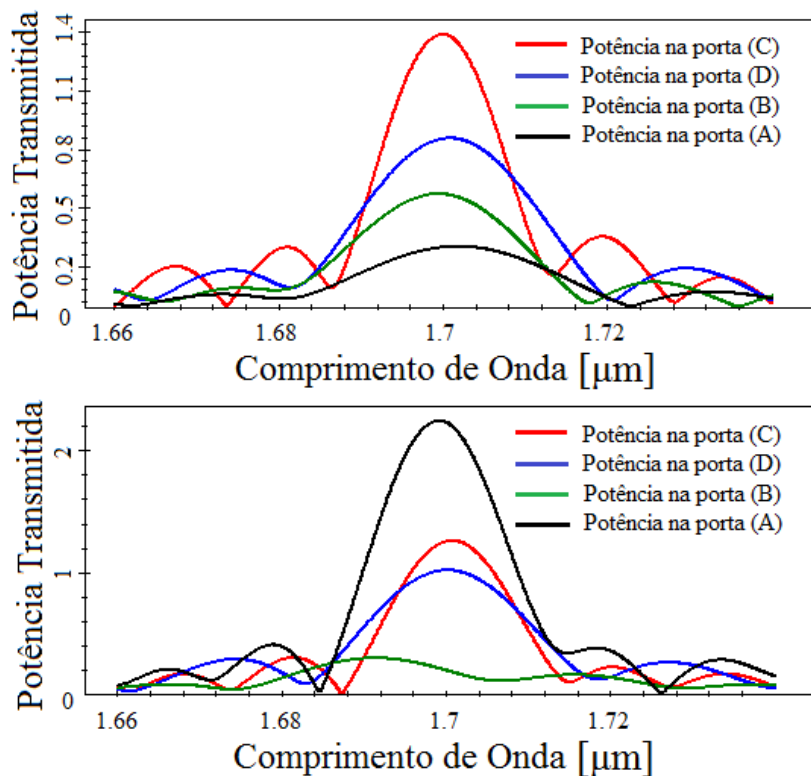 Potência Transmitida
1.4
1.1
0.8
0.5
0.2
0
Potência na porta (C)
Potência na porta (D)
Potência na porta (B)
Potência na porta (A)
1.66 1.68 1.7 1.72
Comprimento de Onda [µm]
Potência Transmitida
2
1
0
Potência na porta (C)
Potência na porta (D)
Potência na porta (B)
Potência na porta (A)
1.66 1.68 1.7 1.72
Comprimento de Onda [µm]